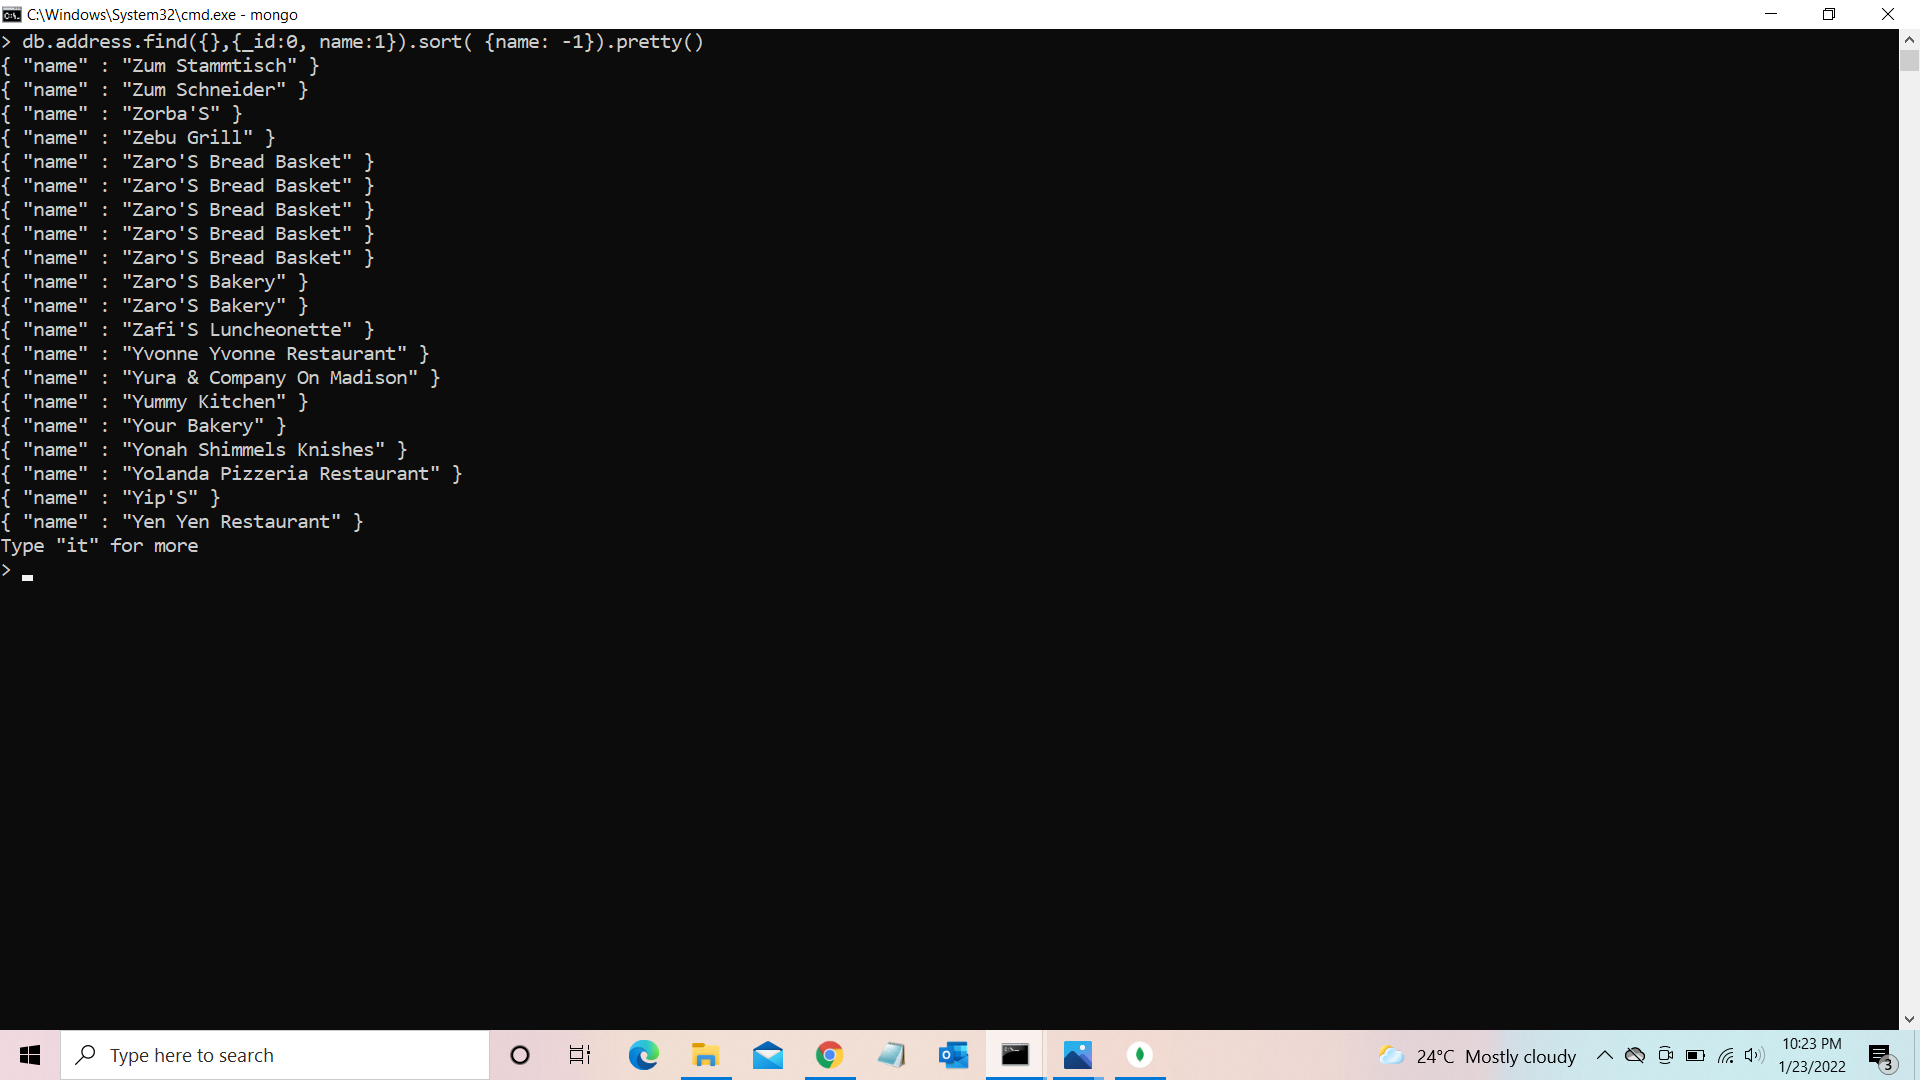 C:\Windows\System32\cmd.exe - mongo
> db.address.find({},{_id:0, name:1}).sort( {name: -1}).pretty()
{ "name" : "Zum Stammtisch" }
{ "name" : "Zum Schneider" }
{ "name" : "Zorba'S" }
{ "name" : "Zebu Grill" }
{ "name" : "Zaro'S Bread Basket" }
{ "name" : "Zaro'S Bread Basket" }
{ "name" : "Zaro'S Bread Basket" }
{ "name" : "Zaro'S Bread Basket" }
{ "name" : "Zaro'S Bread Basket" }
{ "name" : "Zaro'S Bakery" }
{ "name" : "Zaro'S Bakery" }
{ "name" : "Zafi'S Luncheonette" }
{ "name" : "Yvonne Yvonne Restaurant" }
{ "name" : "Yura & Company On Madison" }
{ "name" : "Yummy Kitchen" }
{ "name" : "Your Bakery" }
{ "name" : "Yonah Shimmels Knishes" }
{ "name" : "Yolanda Pizzeria Restaurant" }
{ "name" : "Yip'S" }
{ "name" : "Yen Yen Restaurant" }
Type "it" for more
>
Type here to search
24°C Mostly cloudy
10:23 PM
1/23/2022
3